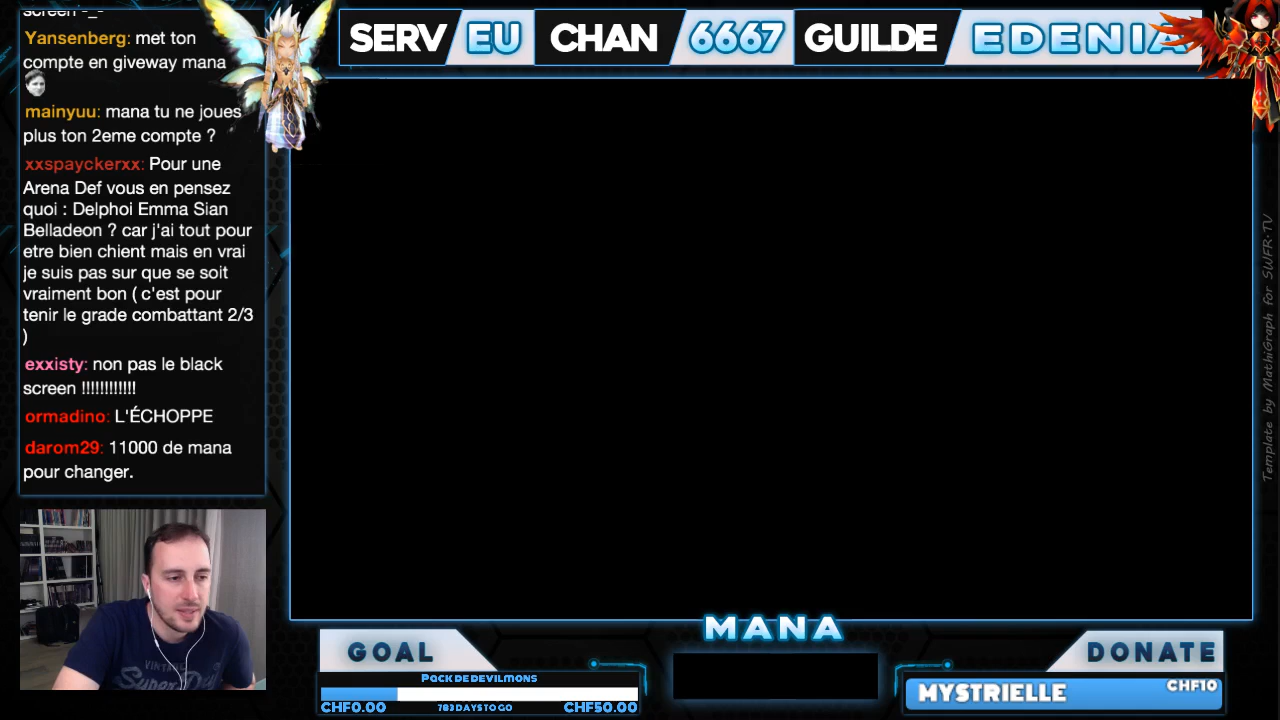 screen -_-
Yansenberg: met ton
compte en giveway mana
mainyuu: mana tu ne joues
plus ton 2eme compte ?
xxspayckerxx: Pour une
Arena Def vous en pensez
quoi : Delphoi Emma Sian
Belladeon ? car j'ai tout pour
etre bien chient mais en vrai
je suis pas sur que se soit
vraiment bon ( c'est pour
tenir le grade combattant 2/3
)
exxisty: non pas le black
screen !!!!!!!!!!!!
ormadino: L'ÉCHOPPE
darom29: 11000 de mana
pour changer.
SERV EU CHAN 6667 GUILDE EDENIA
Template by MathiGraph for SWFR.TV
MANA
GOAL
PACK DE DEVILMONS
CHF0.00 783 DAYS TO GO CHF50.00
DONATE
MYSTRIELLE CHF10
VINTAGE
Super